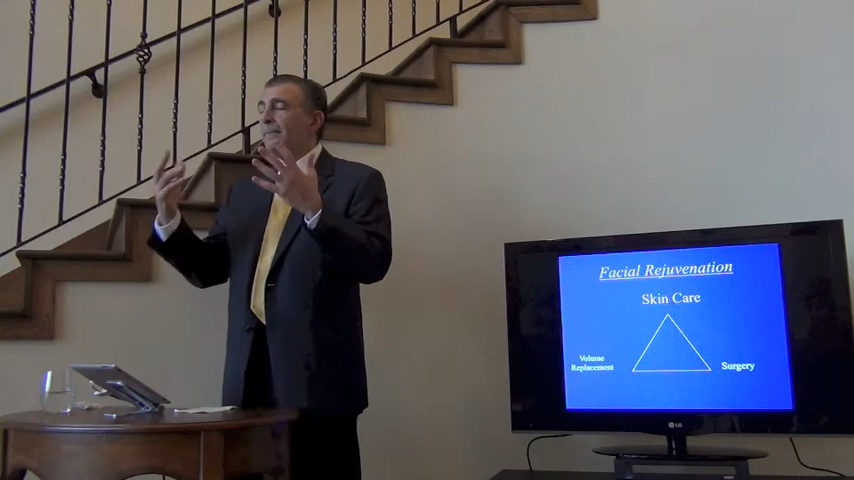 Facial Rejuvenation
Skin Care
Volume
Replacement
Surgery
LG